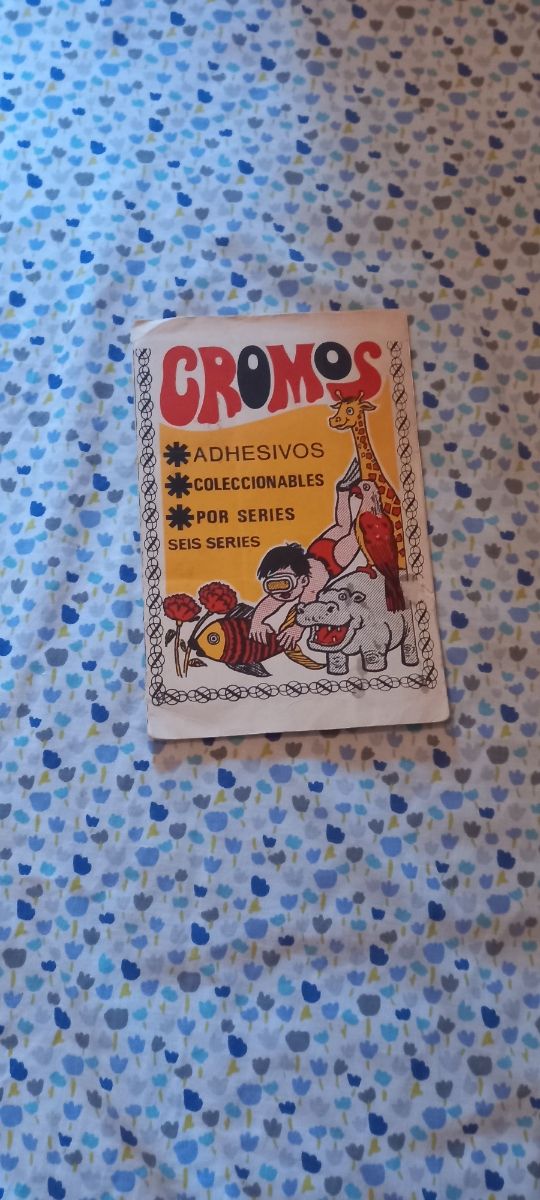 CROMOS
ADHESIVOS
COLECCIONABLES
POR SERIES
SEIS SERIES